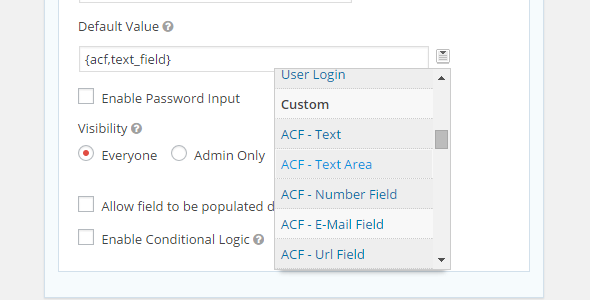 Default Value
{acf,text_field}
User Login
Enable Password Input
Custom
Visibility
ACF - Text
Everyone
Admin Only
ACF - Text Area
ACF - Number Field
Allow field to be populated d
ACF - E-Mail Field
Enable Conditional Logic
ACF - Url Field